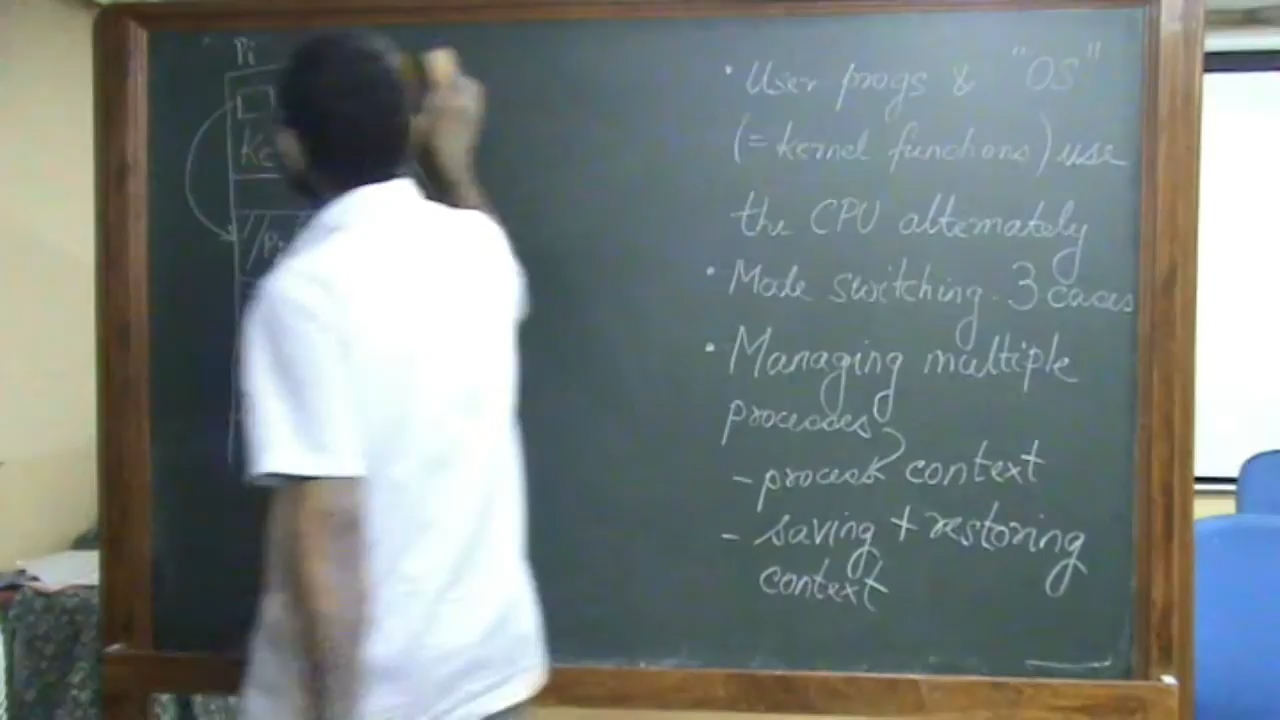 Pi
Ke
• User progs & "OS"
(= kernel functions) use
the CPU alternately
• Mode switching. 3 cases
• Managing multiple
processes?
- process context
- saving + restoring
context